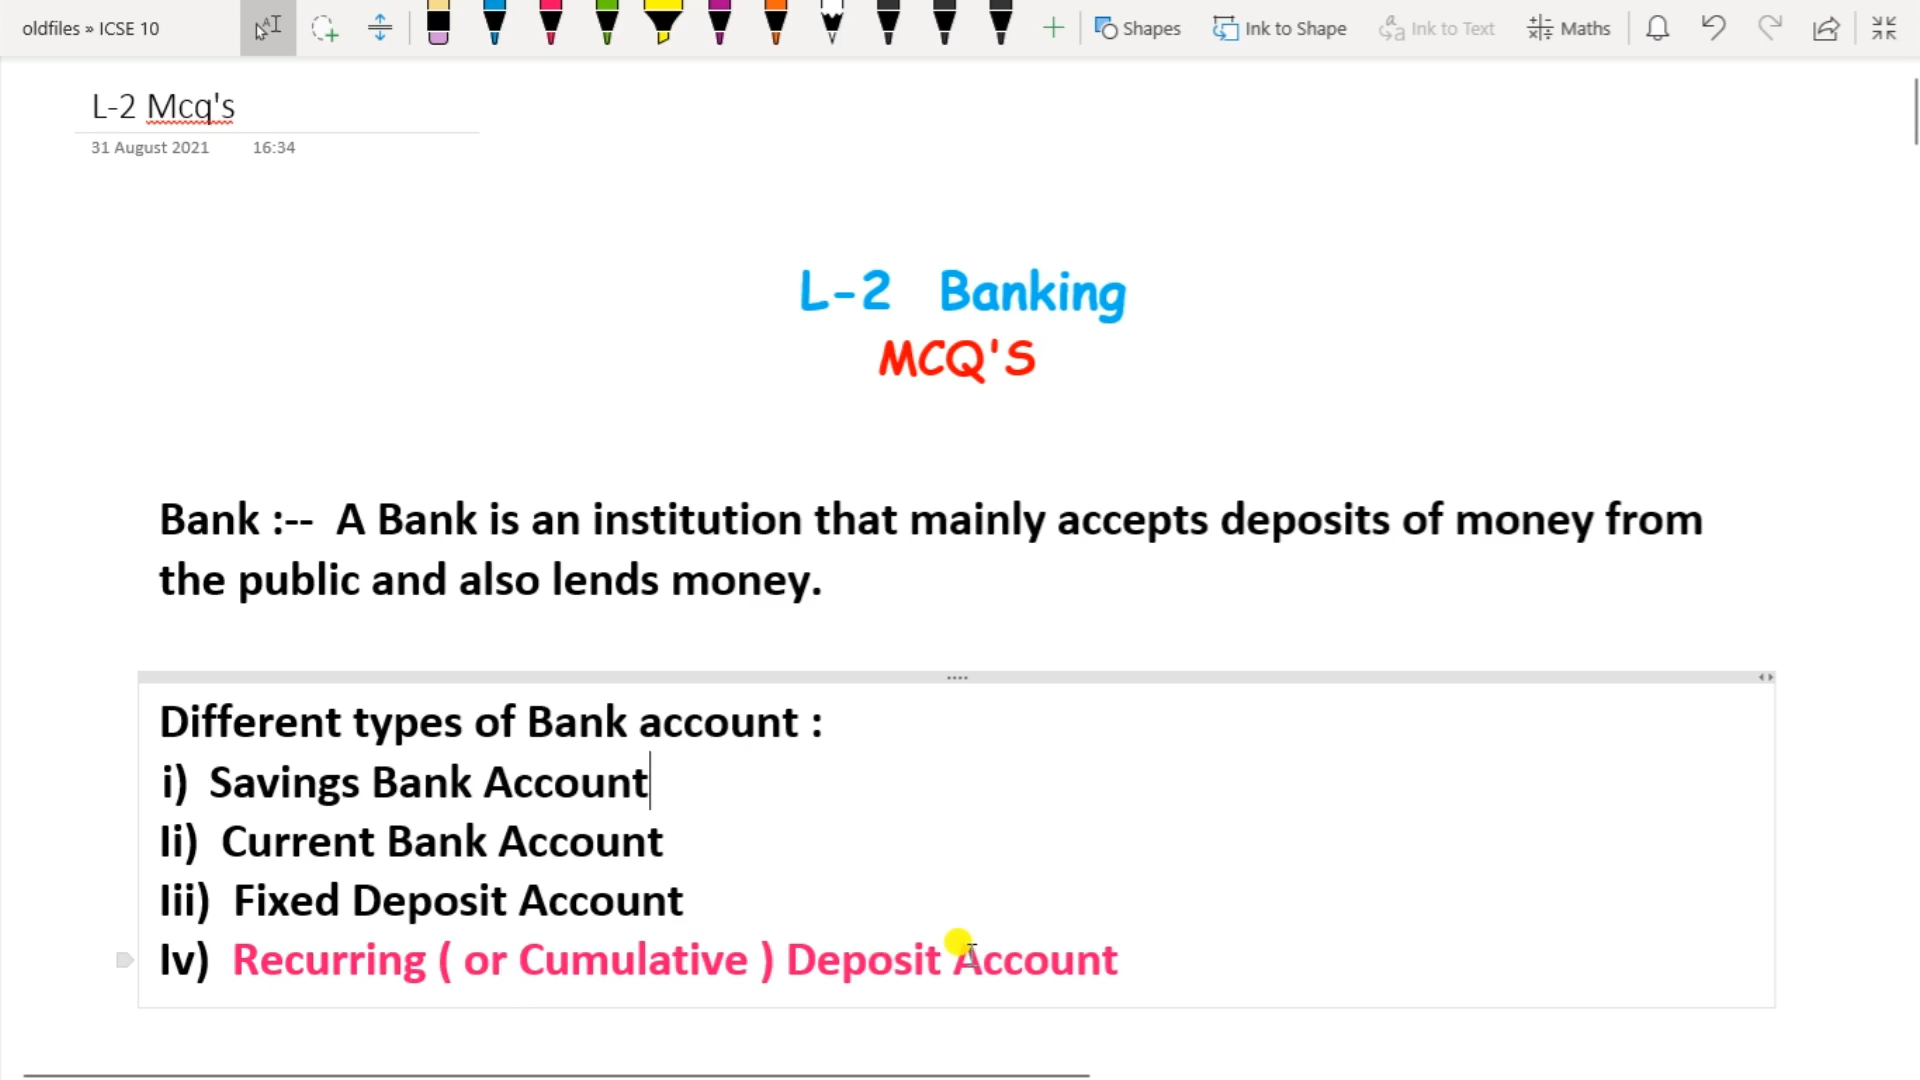 oldfiles » ICSE 10
Shapes
Ink to Shape
Ink to Text
Maths
L-2 Mcq's
31 August 2021 16:34
L-2 Banking
MCQ'S
Bank :-- A Bank is an institution that mainly accepts deposits of money from
the public and also lends money.
Different types of Bank account :
i) Savings Bank Account
Ii) Current Bank Account
Iii) Fixed Deposit Account
Iv) Recurring ( or Cumulative ) Deposit Account